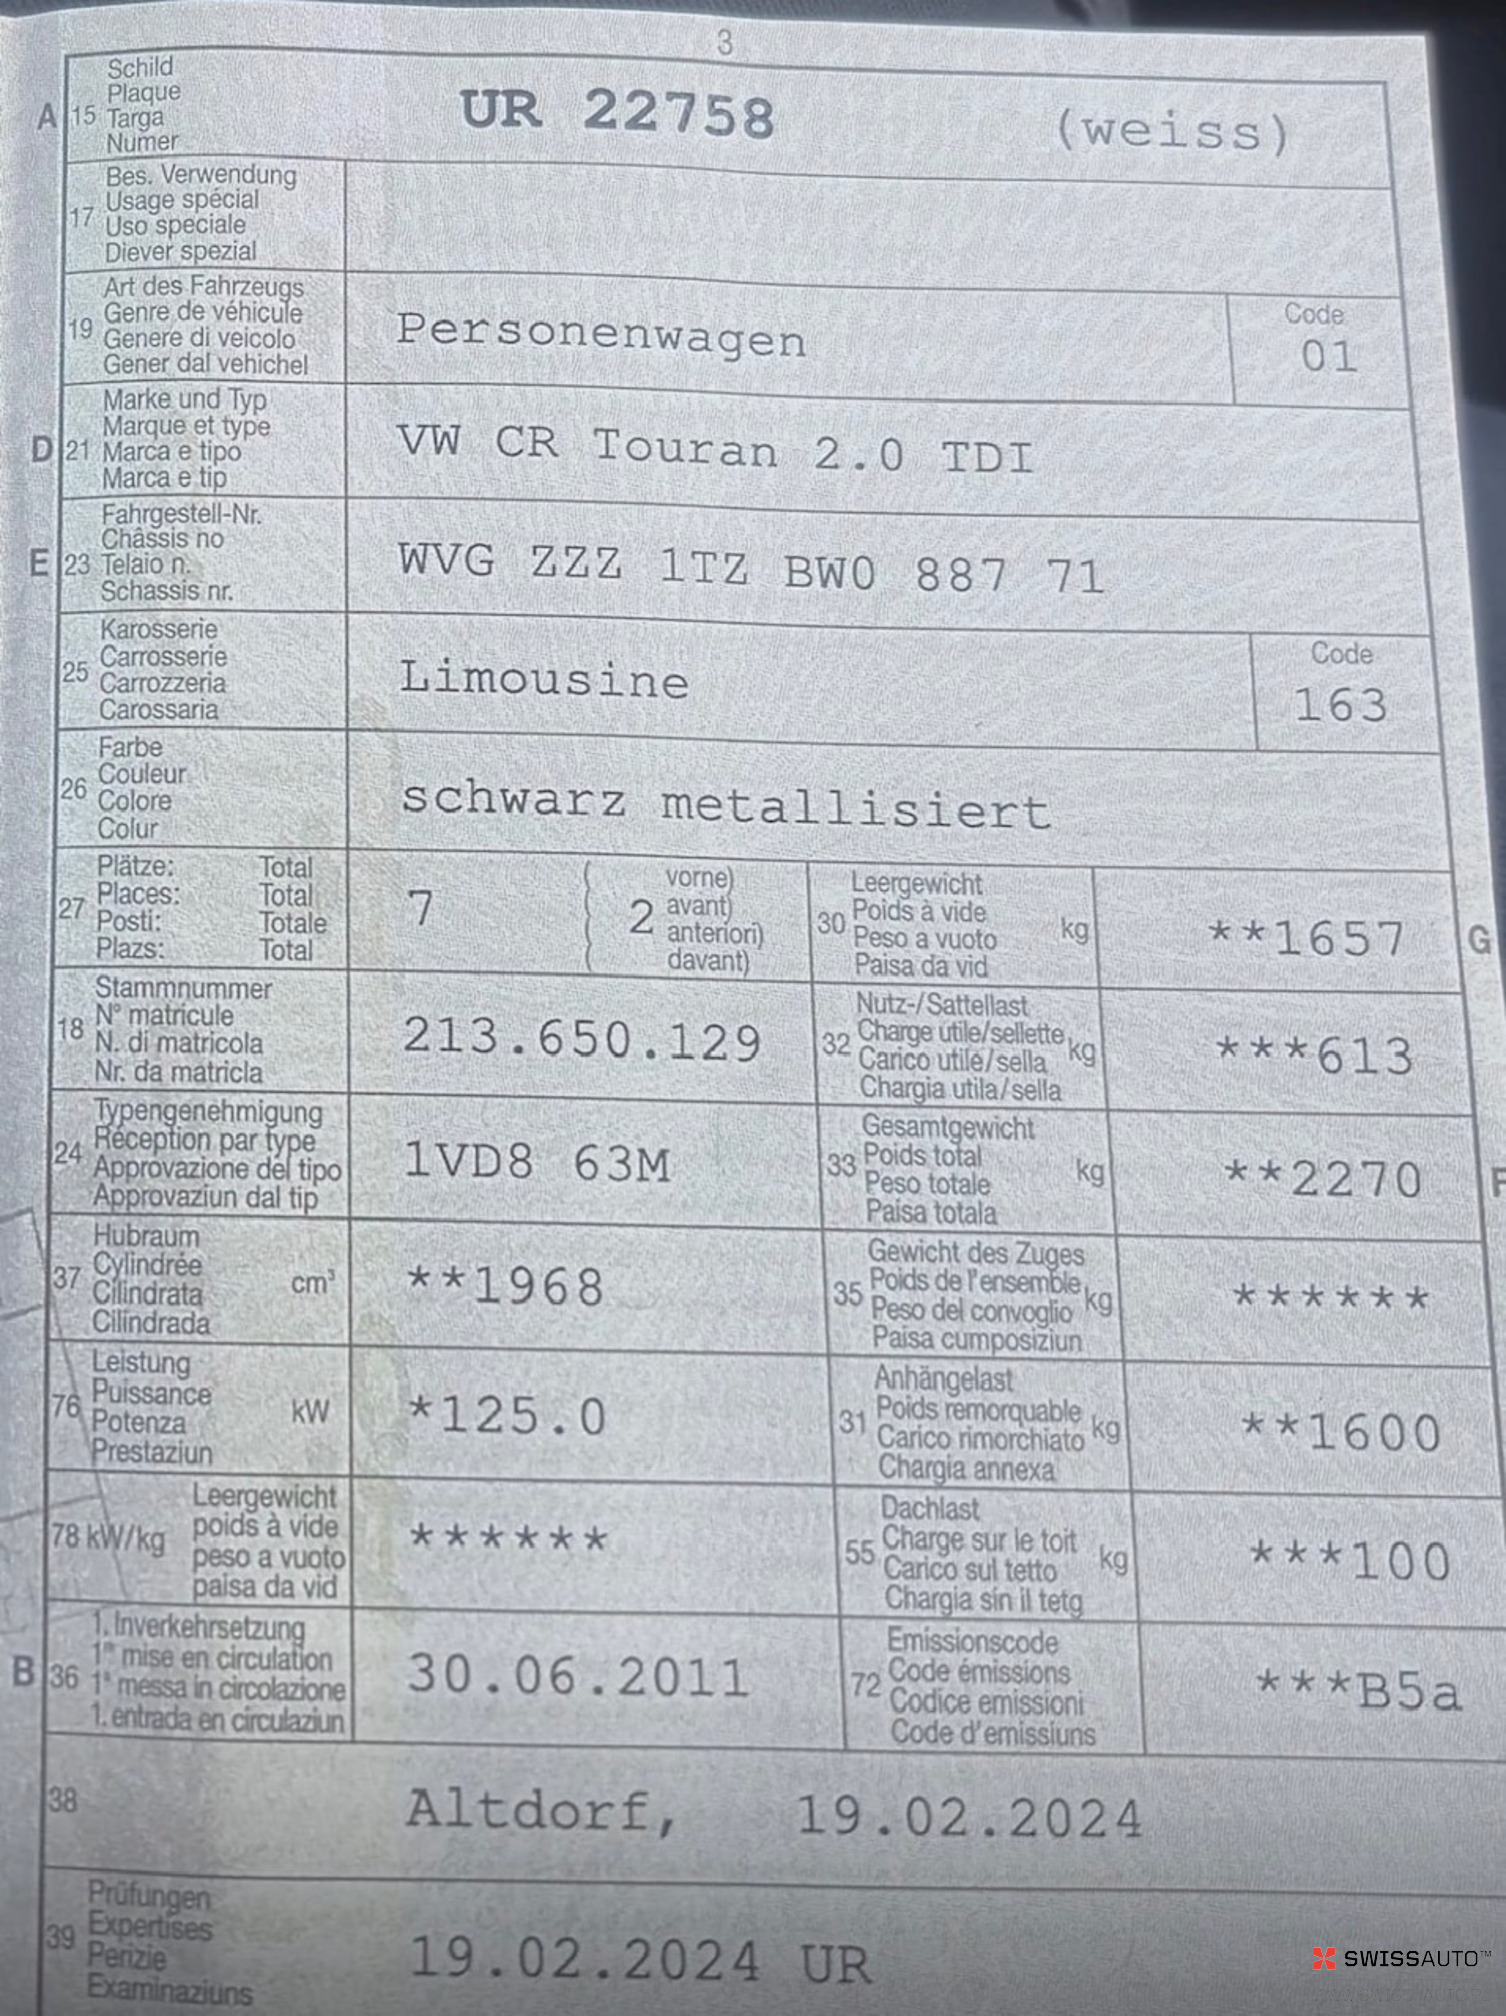 3
A 15 Schild
Plaque
Targa
Numer
UR 22758 (weiss)
17 Bes. Verwendung
Usage spécial
Uso speciale
Diever spezial
19 Art des Fahrzeugs
Genre de véhicule
Genere di veicolo
Gener dal vehichel
Personenwagen
Code
01
D 21 Marke und Typ
Marque et type
Marca e tipo
Marca e tip
VW CR Touran 2.0 TDI
E 23 Fahrgestell-Nr.
Châssis no
Telaio n.
Schassis nr.
WVG ZZZ 1TZ BW0 887 71
25 Karosserie
Carrosserie
Carrozzeria
Carossaria
Limousine
Code
163
26 Farbe
Couleur
Colore
Colur
schwarz metallisiert
27 Plätze: Total
Places: Total
Posti: Totale
Plazs: Total
7 ( 2 vorne)
avant)
anteriori)
davant)
30 Leergewicht
Poids à vide
Peso a vuoto
Paisa da vid
kg
**1657 G
18 Stammnummer
N° matricule
N. di matricola
Nr. da matricla
213.650.129
32 Nutz-/Sattellast
Charge utile/sellette
Carico utile/sella
Chargia utila/sella
kg
***613
24 Typengenehmigung
Réception par type
Approvazione del tipo
Approvaziun dal tip
1VD8 63M
33 Gesamtgewicht
Poids total
Peso totale
Paisa totala
kg
**2270 F
37 Hubraum
Cylindrée
Cilindrata
Cilindrada
cm³
**1968
35 Gewicht des Zuges
Poids de l'ensemble
Peso del convoglio
Paisa cumposiziun
kg
******
76 Leistung
Puissance
Potenza
Prestaziun
kW
*125.0
31 Anhängelast
Poids remorquable
Carico rimorchiato
Chargia annexa
kg
**1600
78 kW/kg Leergewicht
poids à vide
peso a vuoto
paisa da vid
******
55 Dachlast
Charge sur le toit
Carico sul tetto
Chargia sin il tetg
kg
***100
B 36 1. Inverkehrsetzung
1re mise en circulation
1a messa in circolazione
1. entrada en circulaziun
30.06.2011
72 Emissionscode
Code émissions
Codice emissioni
Code d'emissiuns
***B5a
38 Altdorf, 19.02.2024
39 Prüfungen
Expertises
Perizie
Examinaziuns
19.02.2024 UR
SWISSAUTO™